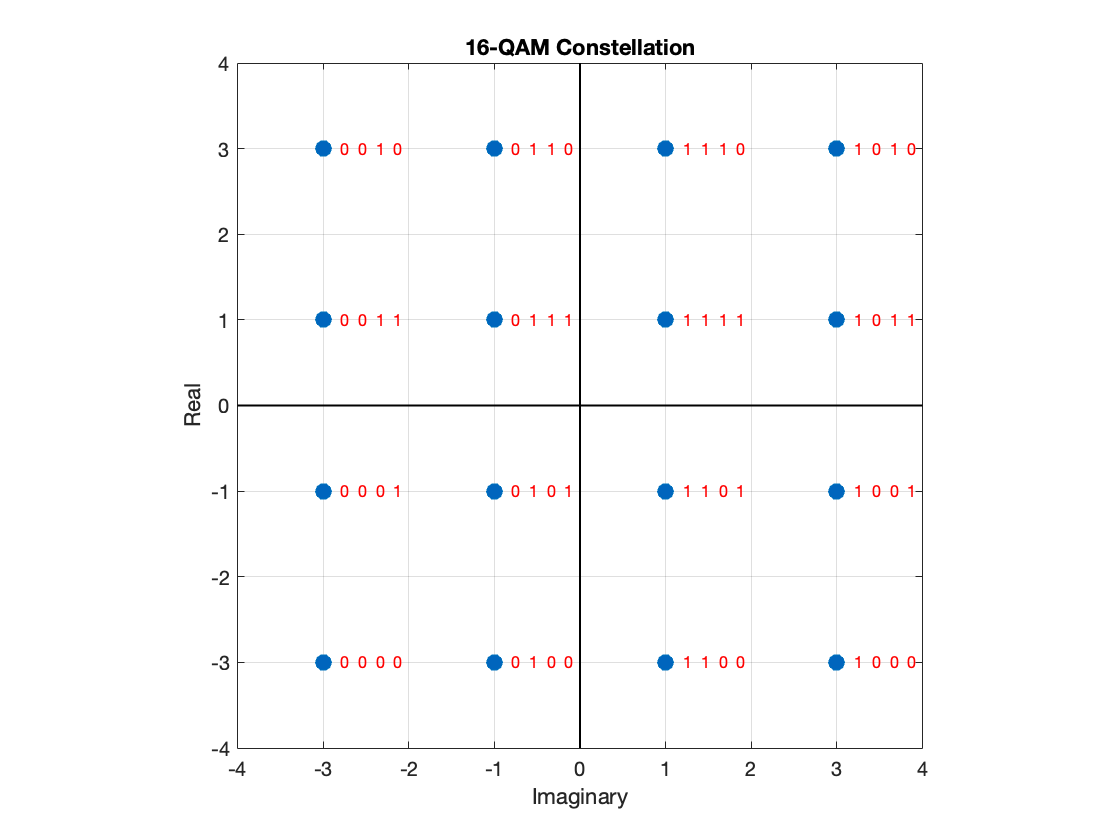 16-QAM Constellation
4
3
0 0 1 0
0 1 1 0
1 1 1 0
1 0 1 0
2
1
0 0 1 1
0 1 1 1
1 1 1 1
1 0 1 1
Real
0
-1
0 0 0 1
0 1 0 1
1 1 0 1
1 0 0 1
-2
-3
0 0 0 0
0 1 0 0
1 1 0 0
1 0 0 0
-4
-4 -3 -2 -1 0 1 2 3 4
Imaginary